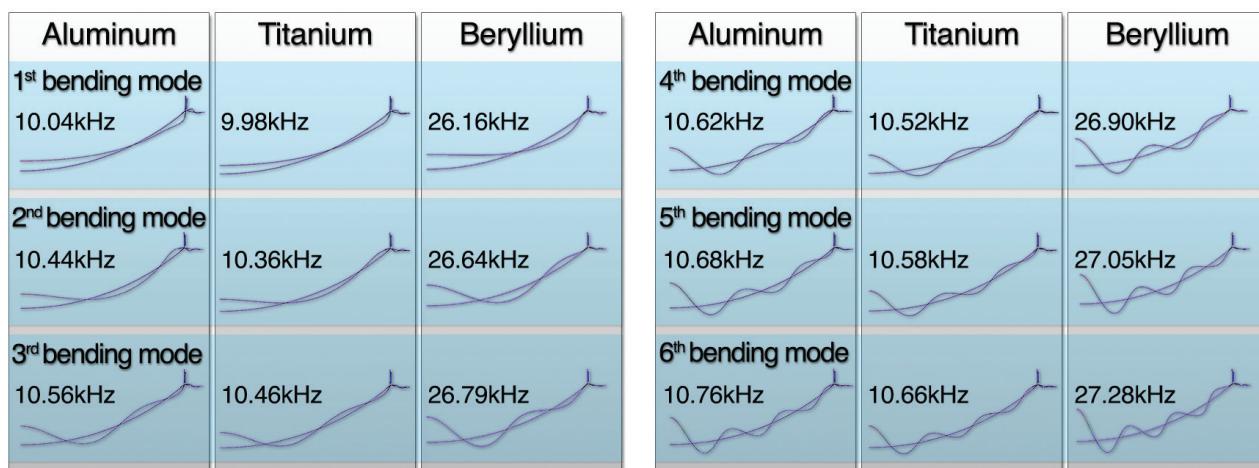 Aluminum Titanium Beryllium
1st bending mode
10.04kHz 9.98kHz 26.16kHz
2nd bending mode
10.44kHz 10.36kHz 26.64kHz
3rd bending mode
10.56kHz 10.46kHz 26.79kHz
Aluminum Titanium Beryllium
4th bending mode
10.62kHz 10.52kHz 26.90kHz
5th bending mode
10.68kHz 10.58kHz 27.05kHz
6th bending mode
10.76kHz 10.66kHz 27.28kHz